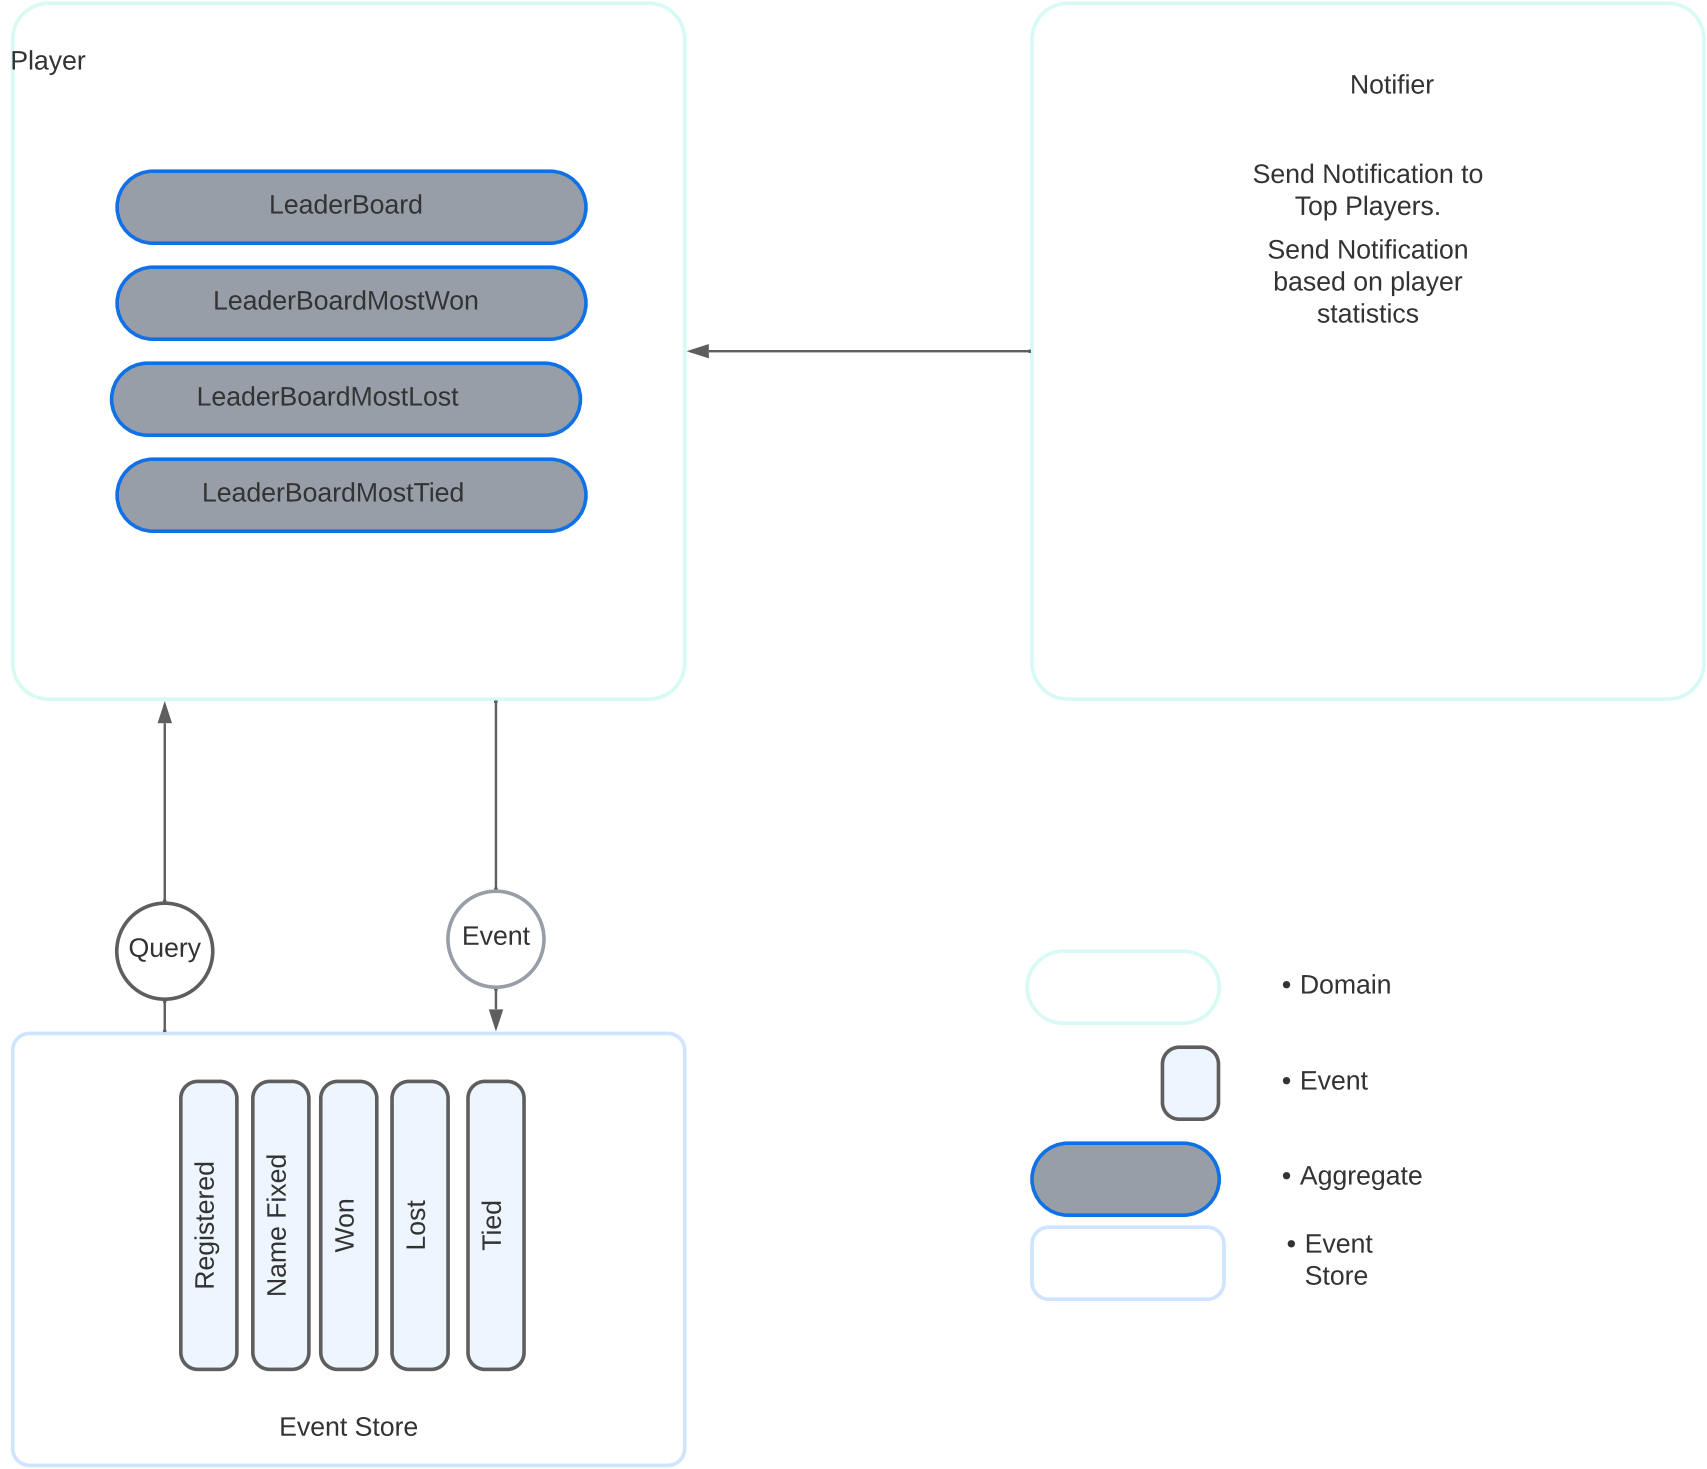 Player
LeaderBoard
LeaderBoardMostWon
LeaderBoardMostLost
LeaderBoardMostTied
Notifier
Send Notification to
Top Players.
Send Notification
based on player
statistics
Query
Event
Registered
Name Fixed
Won
Lost
Tied
Event Store
• Domain
• Event
• Aggregate
• Event
Store